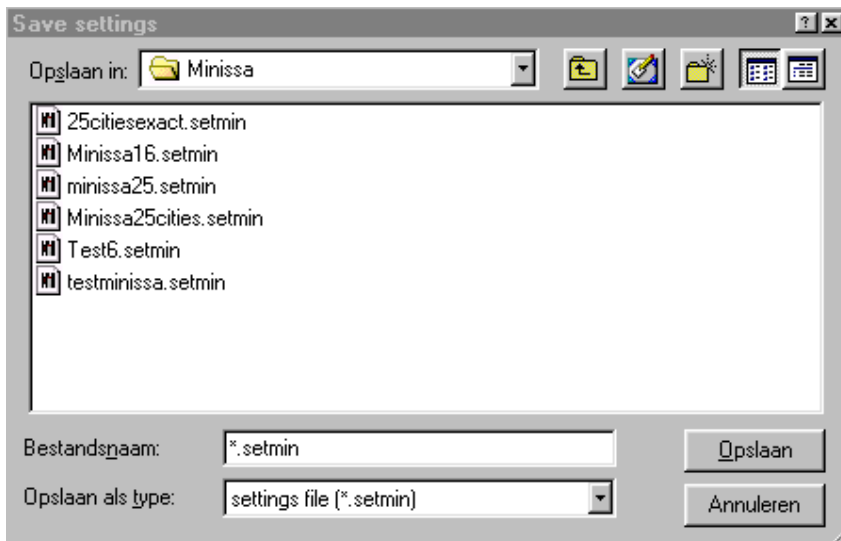 Save settings
Opslaan in: Minissa
25citiesexact.setmin
Minissa16.setmin
minissa25.setmin
Minissa25cities.setmin
Test6.setmin
testminissa.setmin
Bestandsnaam: *.setmin Opslaan
Opslaan als type: settings file (*.setmin) Annuleren